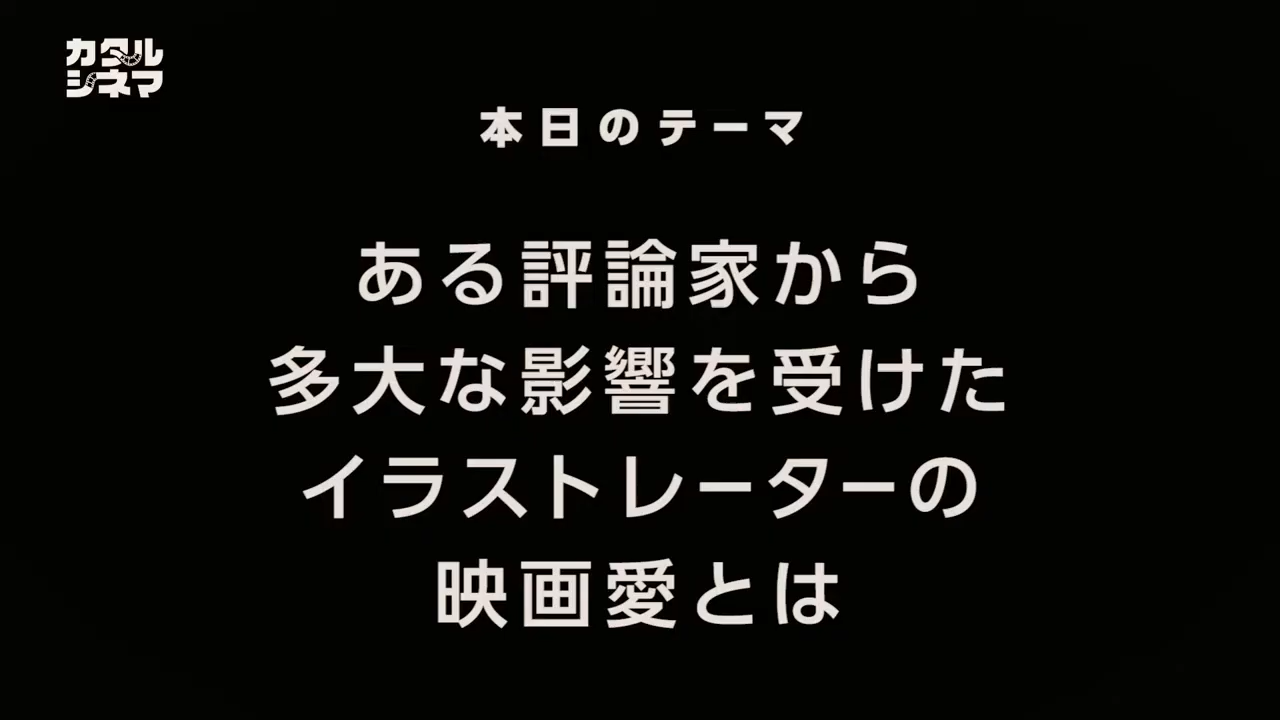 カタル
シネマ
本日のテーマ
ある評論家から
多大な影響を受けた
イラストレーターの
映画愛とは